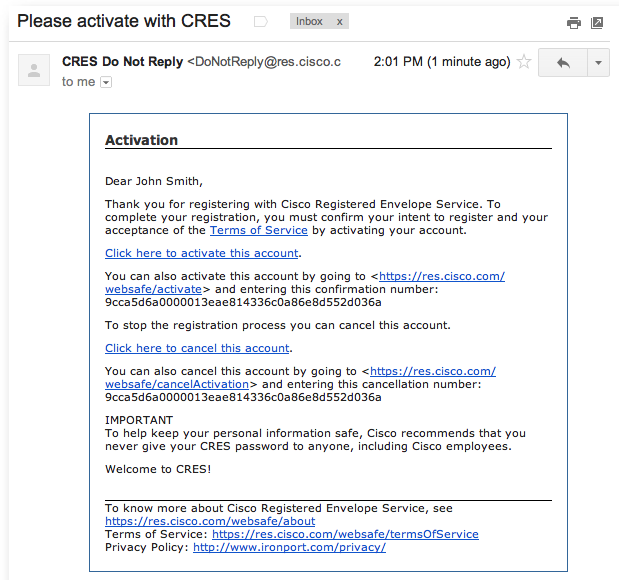 Please activate with CRES Inbox x
CRES Do Not Reply <DoNotReply@res.cisco.c 2:01 PM (1 minute ago)
to me
Activation
Dear John Smith,
Thank you for registering with Cisco Registered Envelope Service. To
complete your registration, you must confirm your intent to register and your
acceptance of the Terms of Service by activating your account.
Click here to activate this account.
You can also activate this account by going to <https://res.cisco.com/
websafe/activate> and entering this confirmation number:
9cca5d6a0000013eae814336c0a86e8d552d036a
To stop the registration process you can cancel this account.
Click here to cancel this account.
You can also cancel this account by going to <https://res.cisco.com/
websafe/cancelActivation> and entering this cancellation number:
9cca5d6a0000013eae814336c0a86e8d552d036a
IMPORTANT
To help keep your personal information safe, Cisco recommends that you
never give your CRES password to anyone, including Cisco employees.
Welcome to CRES!
To know more about Cisco Registered Envelope Service, see
https://res.cisco.com/websafe/about
Terms of Service: https://res.cisco.com/websafe/termsOfService
Privacy Policy: http://www.ironport.com/privacy/